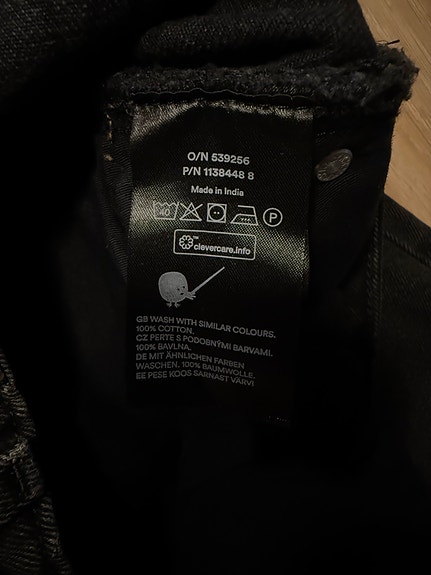 O/N 539256
P/N 1138448 8
Made in India
40 P
clevercare.info
GB WASH WITH SIMILAR COLOURS.
100% COTTON.
CZ PERTE S PODOBNÝMI BARVAMI.
100% BAVLNA.
DE MIT ÄHNLICHEN FARBEN
WASCHEN. 100% BAUMWOLLE.
EE PESE KOOS SARNAST VÄRVI